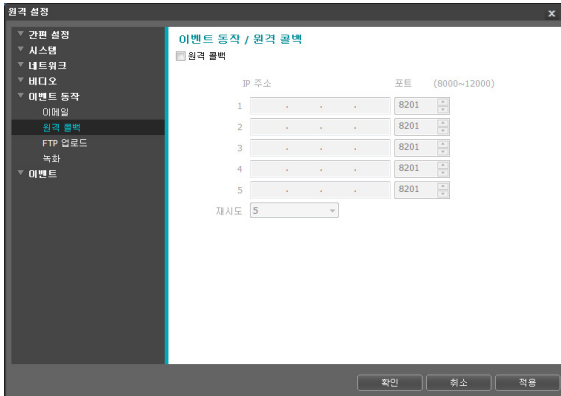 원격 설정
x
간편 설정
시스템
네트워크
비디오
이벤트 동작
이메일
원격 콜백
FTP 업로드
녹화
이벤트
이벤트 동작 / 원격 콜백
원격 콜백
IP 주소 포트 (8000~12000)
1 . . . 8201
2 . . . 8201
3 . . . 8201
4 . . . 8201
5 . . . 8201
재시도 5
확인 취소 적용